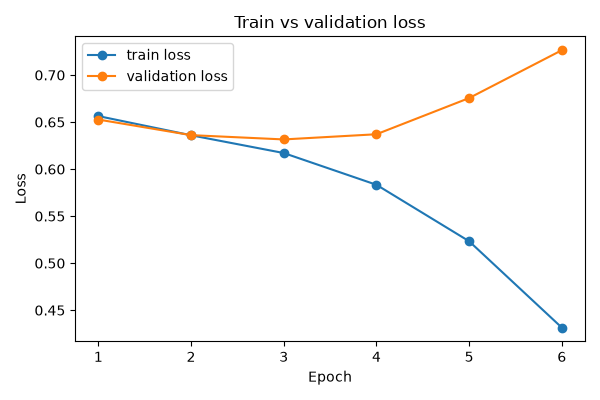 Train vs validation loss
train loss
validation loss
0.70
0.65
0.60
0.55
0.50
0.45
Loss
1 2 3 4 5 6
Epoch